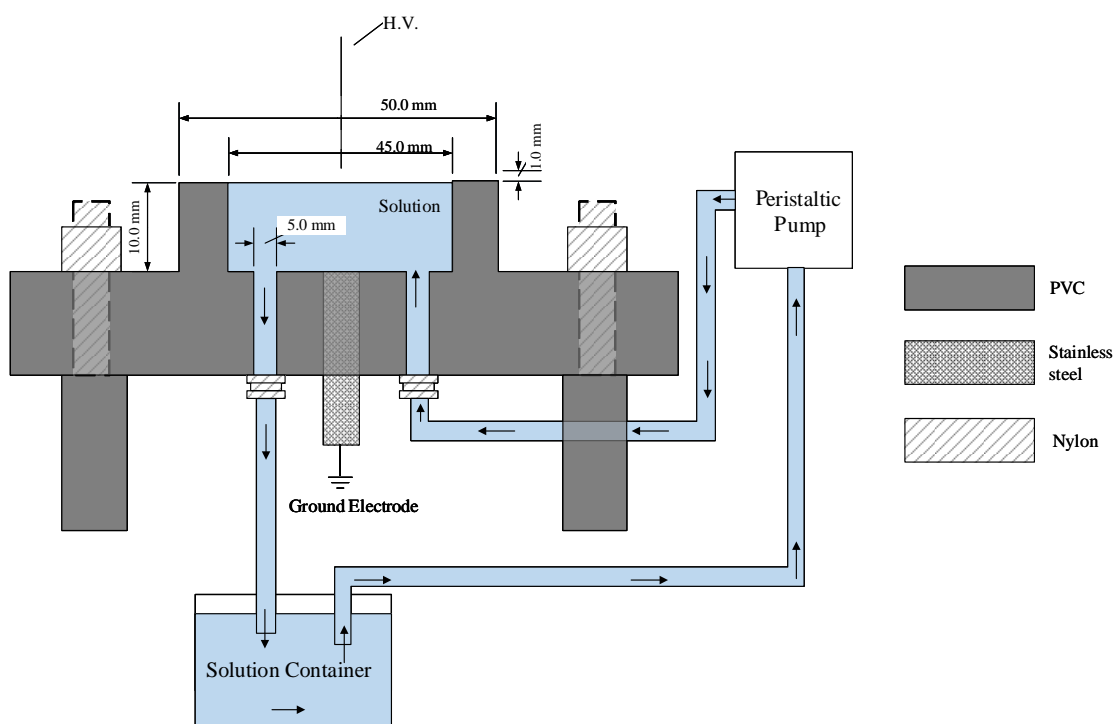 H.V.
50.0 mm
45.0 mm
1.0 mm
Solution
5.0 mm
10.0 mm
Peristaltic
Pump
PVC
Stainless
steel
Nylon
Ground Electrode
Solution Container